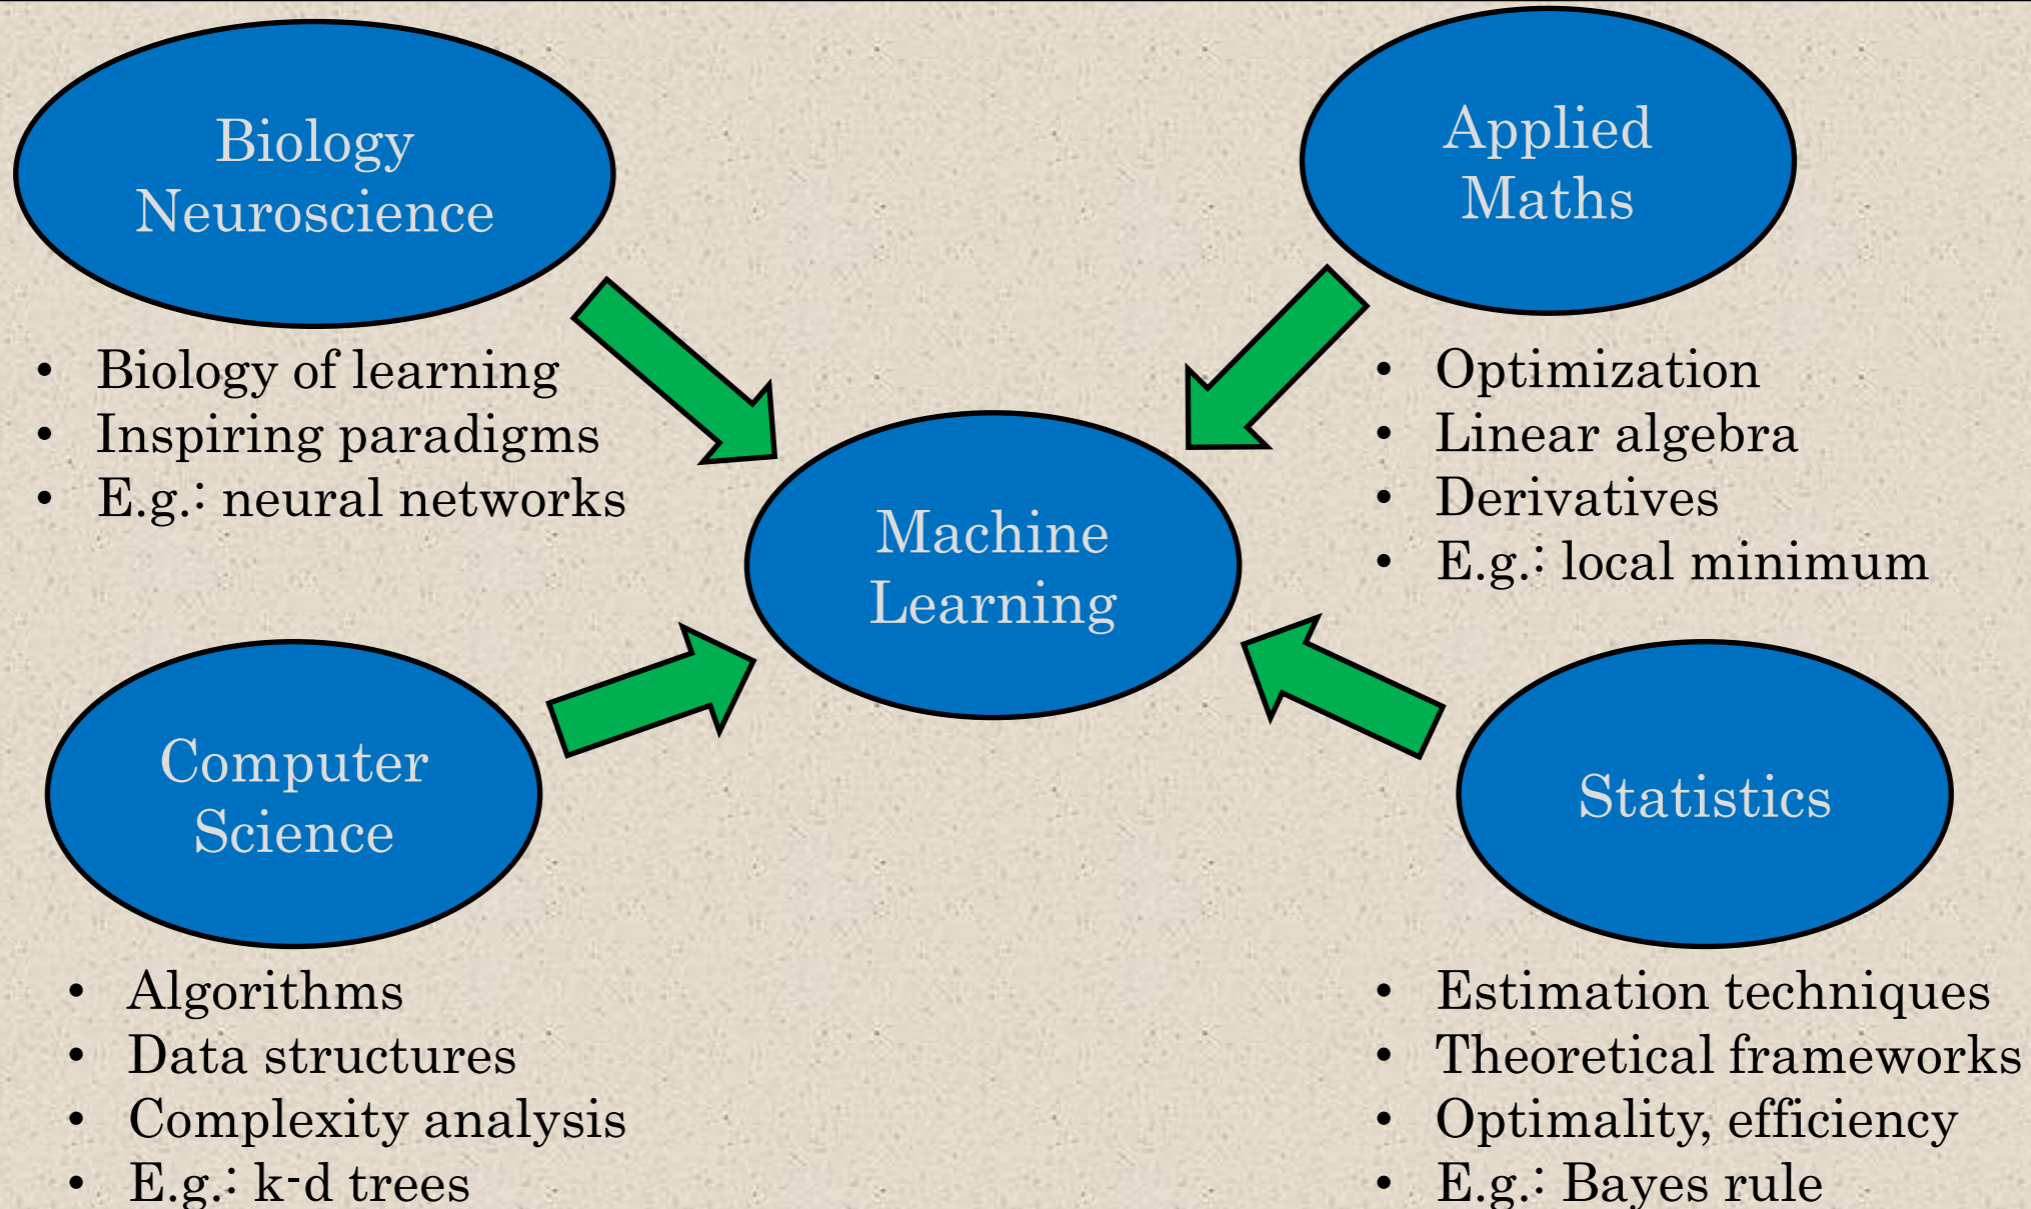 Biology
Neuroscience
• Biology of learning
• Inspiring paradigms
• E.g.: neural networks
Applied
Maths
• Optimization
• Linear algebra
• Derivatives
• E.g.: local minimum
Machine
Learning
Computer
Science
• Algorithms
• Data structures
• Complexity analysis
• E.g.: k-d trees
Statistics
• Estimation techniques
• Theoretical frameworks
• Optimality, efficiency
• E.g.: Bayes rule